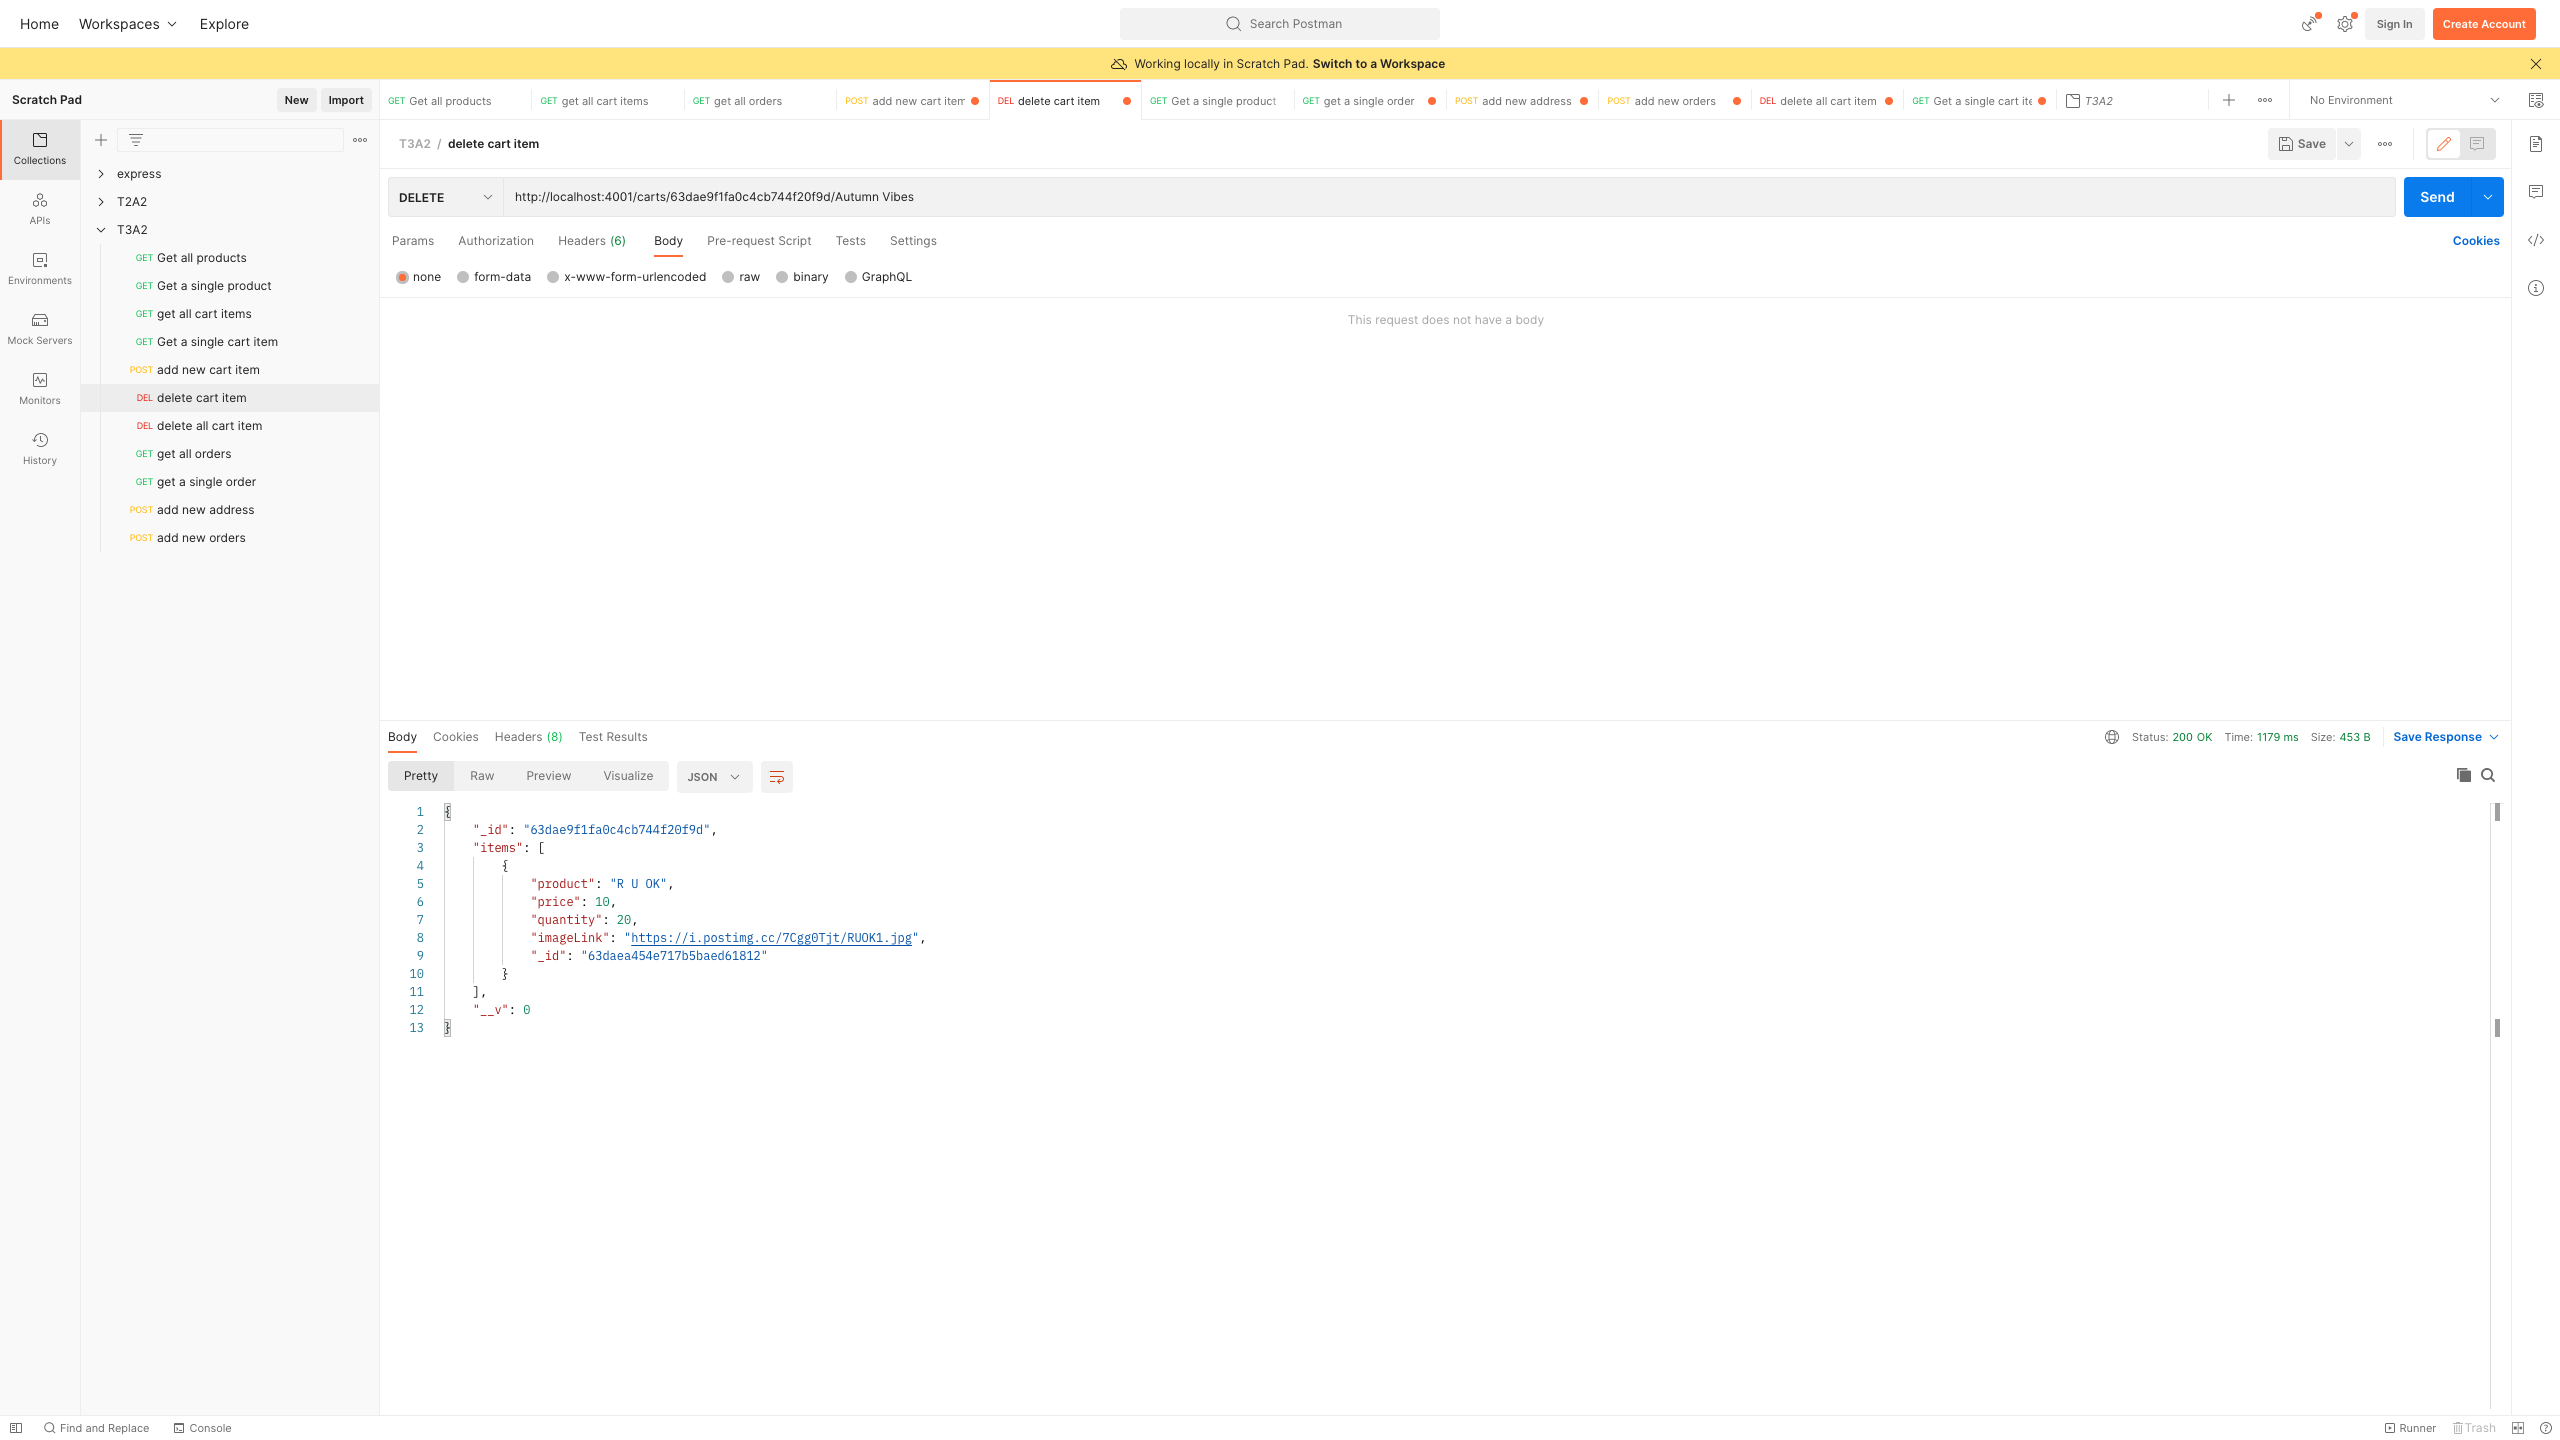 Home Workspaces Explore
Search Postman
Sign In Create Account
Working locally in Scratch Pad. Switch to a Workspace
Scratch Pad New Import
GET Get all products GET get all cart items GET get all orders POST add new cart item DEL delete cart item GET Get a single product GET get a single order POST add new address POST add new orders DEL delete all cart item GET Get a single cart ite T3A2 No Environment
Collections
APIs
Environments
Mock Servers
Monitors
History
express
T2A2
T3A2
GET Get all products
GET Get a single product
GET get all cart items
GET Get a single cart item
POST add new cart item
DEL delete cart item
DEL delete all cart item
GET get all orders
GET get a single order
POST add new address
POST add new orders
T3A2 / delete cart item Save
DELETE http://localhost:4001/carts/63dae9f1fa0c4cb744f20f9d/Autumn Vibes Send
Params Authorization Headers (6) Body Pre-request Script Tests Settings Cookies
none form-data x-www-form-urlencoded raw binary GraphQL
This request does not have a body
Body Cookies Headers (8) Test Results Status: 200 OK Time: 1179 ms Size: 453 B Save Response
Pretty Raw Preview Visualize JSON
1 {
2 "_id": "63dae9f1fa0c4cb744f20f9d",
3 "items": [
4 {
5 "product": "R U OK",
6 "price": 10,
7 "quantity": 20,
8 "imageLink": "https://i.postimg.cc/7Cgg0Tjt/RUOK1.jpg",
9 "_id": "63daea454e717b5baed61812"
10 }
11 ],
12 "__v": 0
13 }
Find and Replace Console Runner Trash